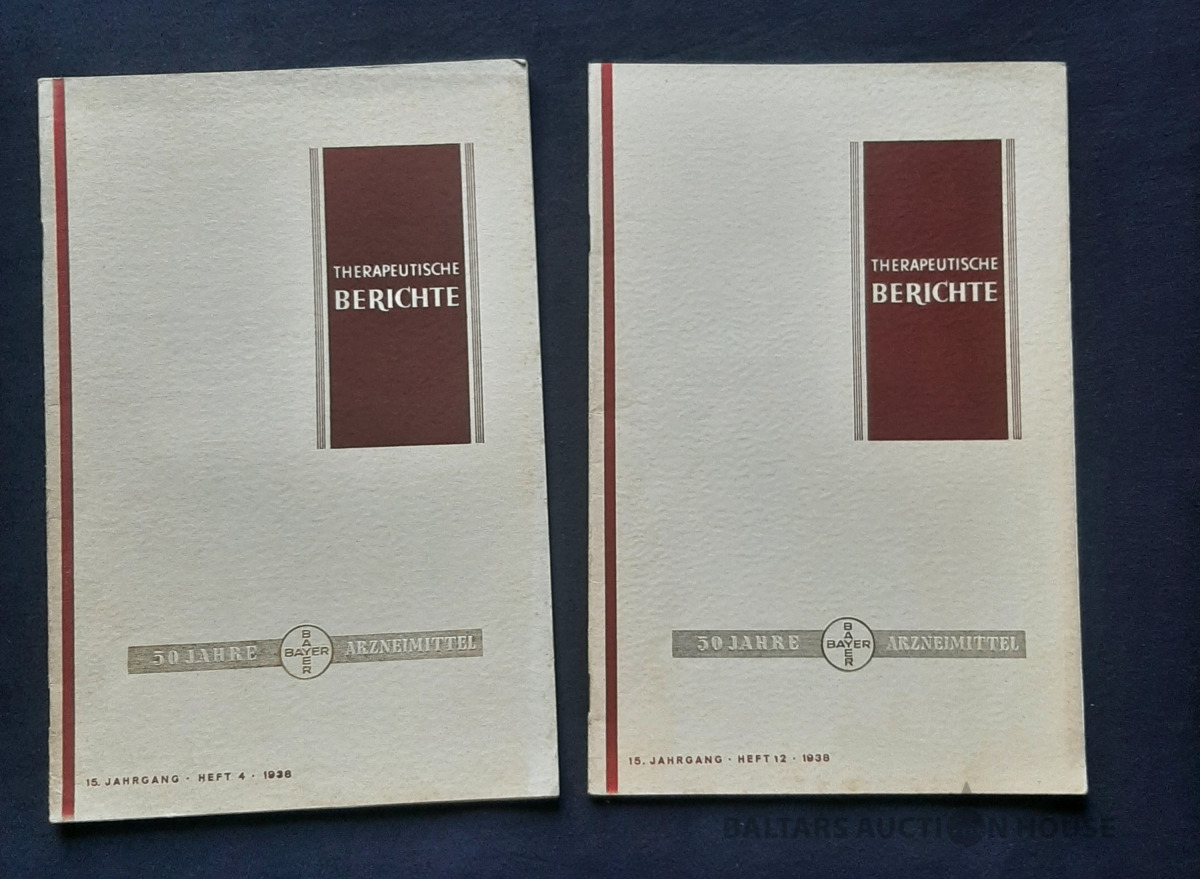 THERAPEUTISCHE
BERICHTE
50 JAHRE BAYER BAYER ARZNEIMITTEL
15. JAHRGANG · HEFT 4 · 1938
THERAPEUTISCHE
BERICHTE
50 JAHRE BAYER BAYER ARZNEIMITTEL
15. JAHRGANG · HEFT 12 · 1938
BALTARS AUCTION HOUSE